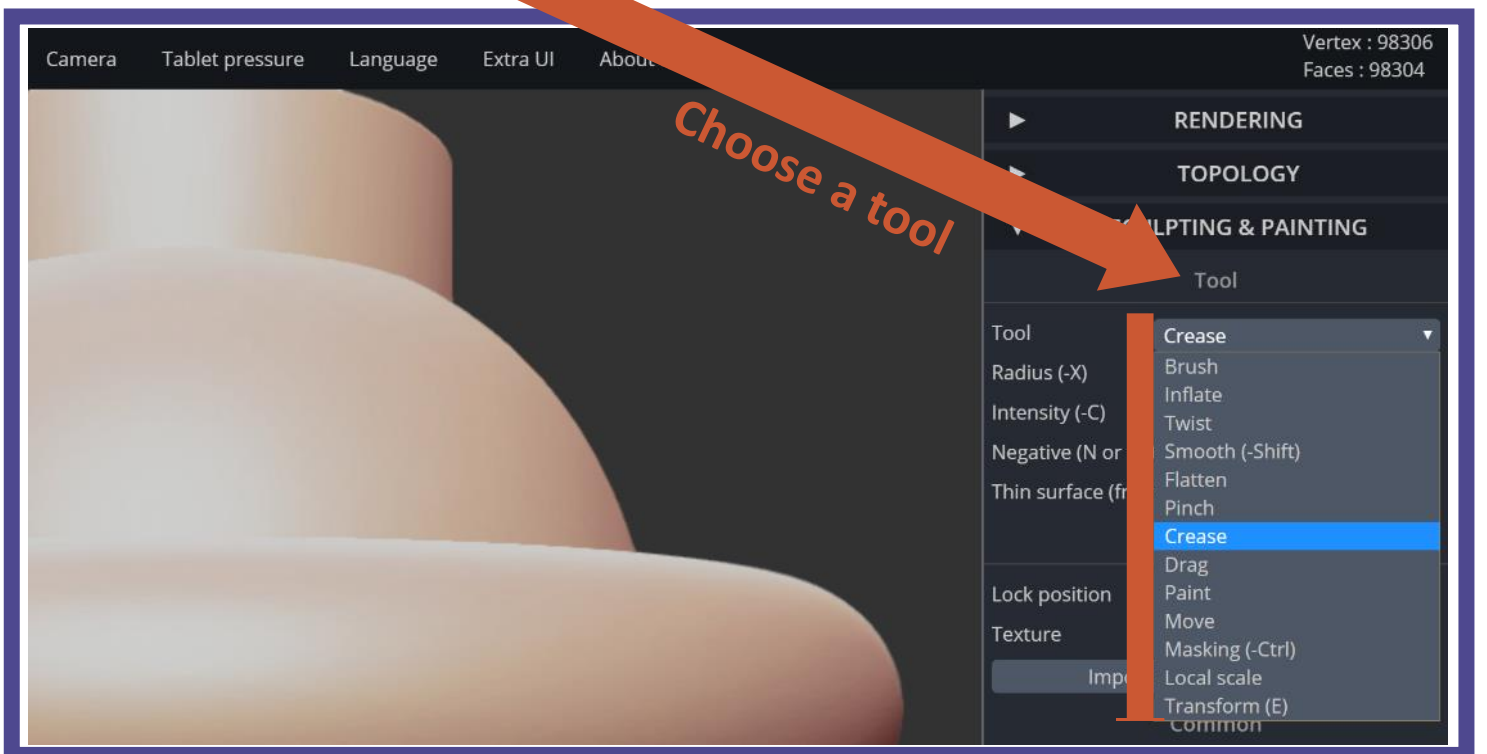 Camera Tablet pressure Language Extra UI About
Vertex : 98306
Faces : 98304
Choose a tool
RENDERING
TOPOLOGY
LPTING & PAINTING
Tool
Tool Crease
Radius (-X)
Intensity (-C)
Negative (N or
Thin surface (fr
Brush
Inflate
Twist
Smooth (-Shift)
Flatten
Pinch
Crease
Drag
Paint
Move
Masking (-Ctrl)
Local scale
Transform (E)
Lock position
Texture
Impo
Common